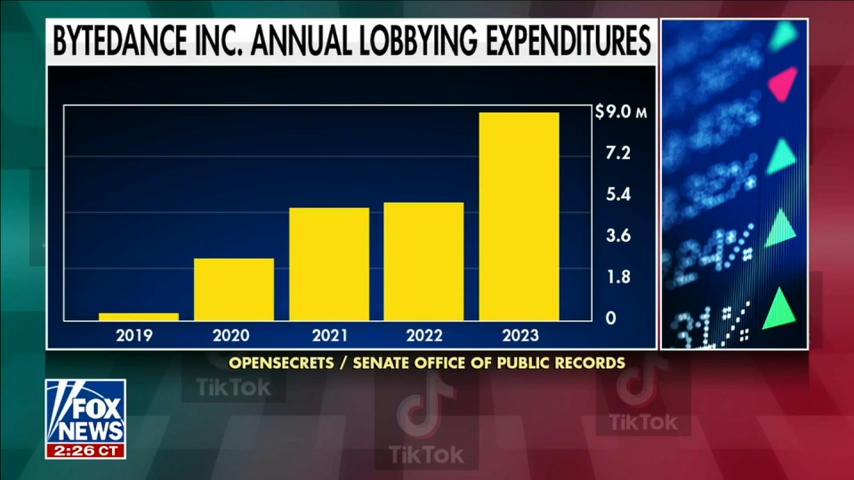 BYTEDANCE INC. ANNUAL LOBBYING EXPENDITURES
$9.0 M
7.2
5.4
3.6
1.8
0
2019 2020 2021 2022 2023
OPENSECRETS / SENATE OFFICE OF PUBLIC RECORDS
TikTok
TikTok
TikTok
FOX
NEWS
2:26 CT
31%